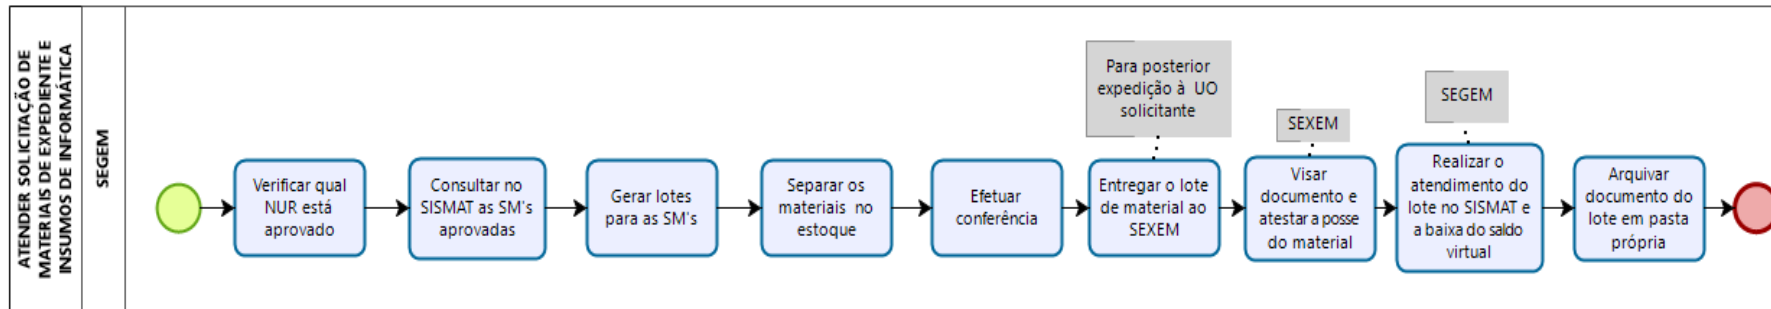 ATENDER SOLICITAÇÃO DE
MATERIAIS DE EXPEDIENTE E
INSUMOS DE INFORMÁTICA
SEGEM
Verificar qual
NUR está
aprovado
Consultar no
SISMAT as SM's
aprovadas
Gerar lotes
para as SM's
Separar os
materiais no
estoque
Efetuar
conferência
Para posterior
expedição à UO
solicitante
Entregar o lote
de material ao
SEXEM
SEXEM
Visar
documento e
atestar a posse
do material
SEGEM
Realizar o
atendimento do
lote no SISMAT e
a baixa do saldo
virtual
Arquivar
documento do
lote em pasta
própria